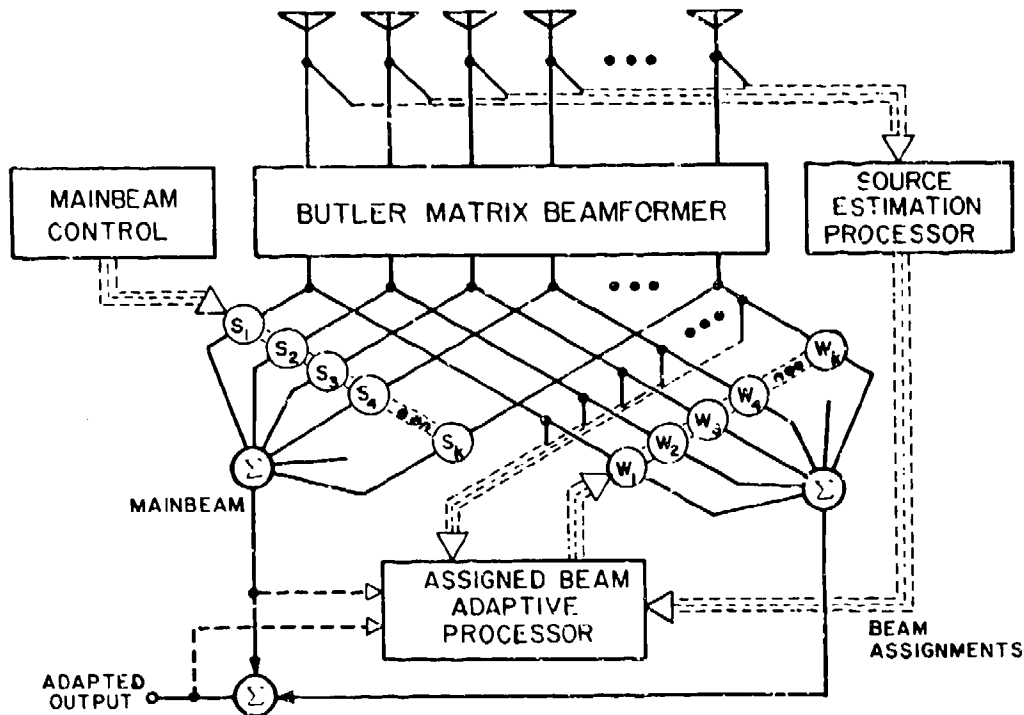 MAINBEAM
CONTROL
BUTLER MATRIX BEAMFORMER
SOURCE
ESTIMATION
PROCESSOR
S1
S2
S3
S4
Sk
W1
W2
W3
W4
Wk
Σ
Σ
MAINBEAM
ASSIGNED BEAM
ADAPTIVE
PROCESSOR
BEAM
ASSIGNMENTS
ADAPTED
OUTPUT
Σ